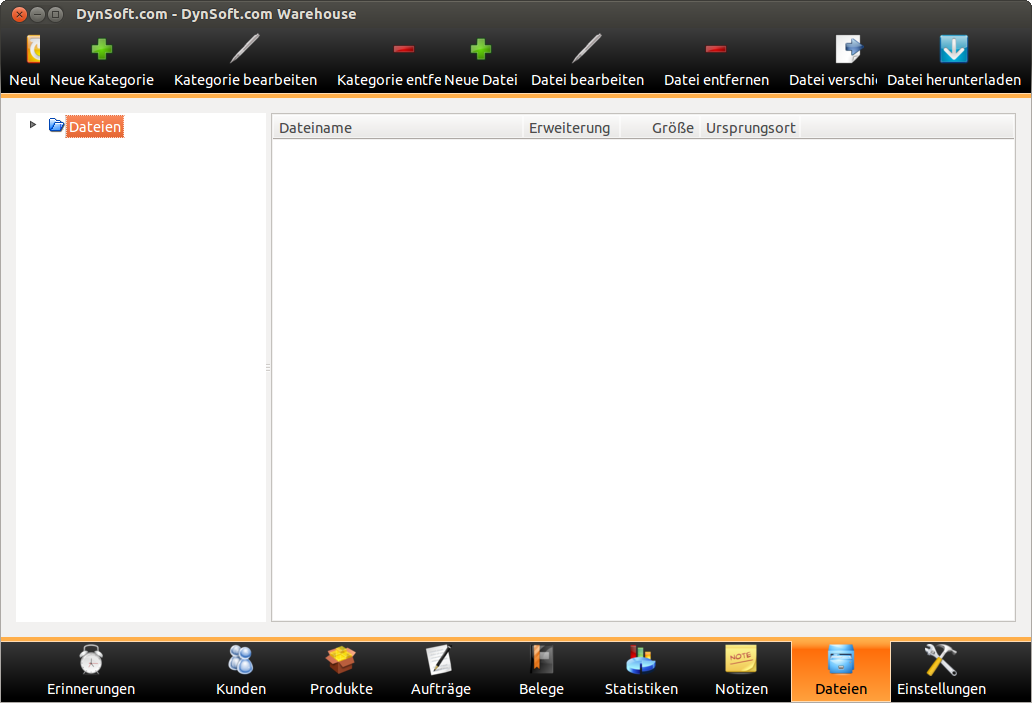 DynSoft.com - DynSoft.com Warehouse
Neul Neue Kategorie Kategorie bearbeiten Kategorie entfe Neue Datei Datei bearbeiten Datei entfernen Datei verschi Datei herunterladen
Dateien
Dateiname Erweiterung Größe Ursprungsort
NOTE
Erinnerungen Kunden Produkte Aufträge Belege Statistiken Notizen Dateien Einstellungen